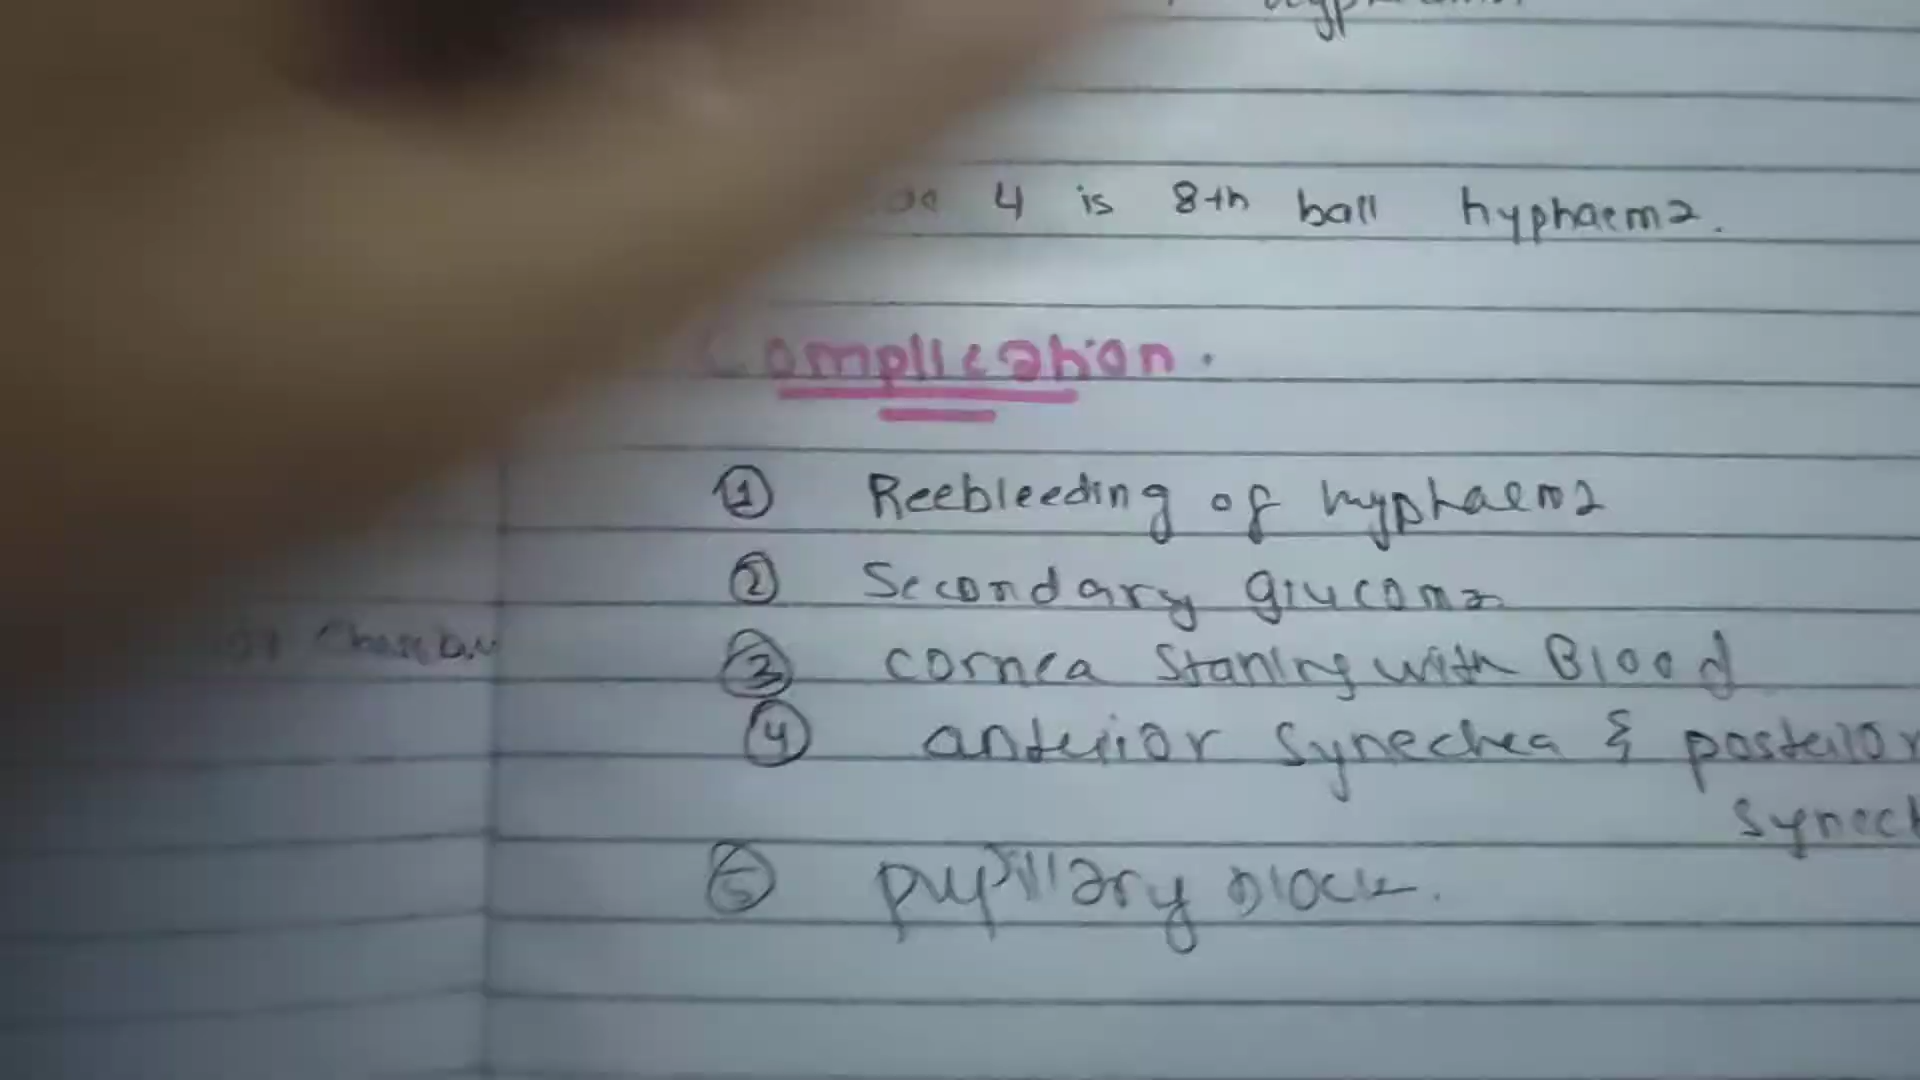 4 is 8th ball hyphaema.
Complication.
① Reebleeding of hyphaema
② Secondary glucoma
③ cornea Staning with Blood
④ anterior Synechea & posterior
synech
⑤ pupillary block.